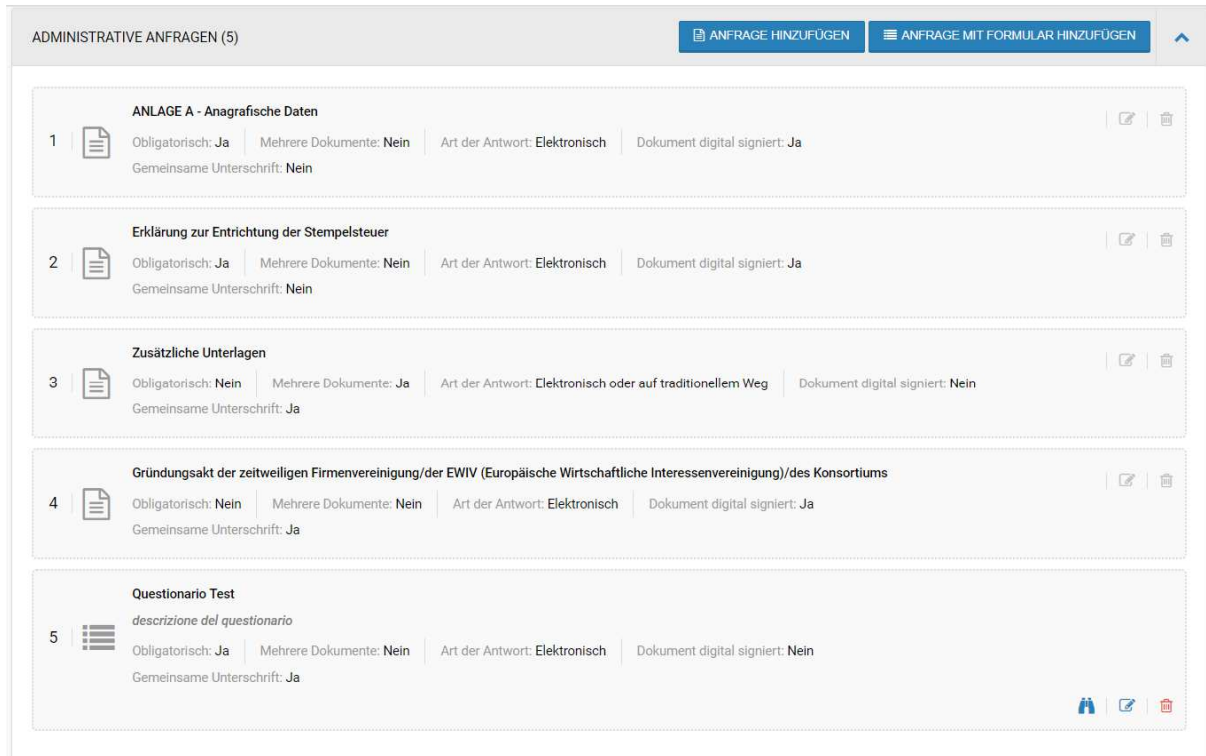 ADMINISTRATIVE ANFRAGEN (5) ANFRAGE HINZUFÜGEN ANFRAGE MIT FORMULAR HINZUFÜGEN
ANLAGE A - Anagrafische Daten
1 Obligatorisch: Ja Mehrere Dokumente: Nein Art der Antwort: Elektronisch Dokument digital signiert: Ja
Gemeinsame Unterschrift: Nein
Erklärung zur Entrichtung der Stempelsteuer
2 Obligatorisch: Ja Mehrere Dokumente: Nein Art der Antwort: Elektronisch Dokument digital signiert: Ja
Gemeinsame Unterschrift: Nein
Zusätzliche Unterlagen
3 Obligatorisch: Nein Mehrere Dokumente: Ja Art der Antwort: Elektronisch oder auf traditionellem Weg Dokument digital signiert: Nein
Gemeinsame Unterschrift: Ja
Gründungsakt der zeitweiligen Firmenvereinigung/der EWIV (Europäische Wirtschaftliche Interessenvereinigung)/des Konsortiums
4 Obligatorisch: Nein Mehrere Dokumente: Nein Art der Antwort: Elektronisch Dokument digital signiert: Ja
Gemeinsame Unterschrift: Ja
Questionario Test
descrizione del questionario
5 Obligatorisch: Ja Mehrere Dokumente: Nein Art der Antwort: Elektronisch Dokument digital signiert: Nein
Gemeinsame Unterschrift: Ja